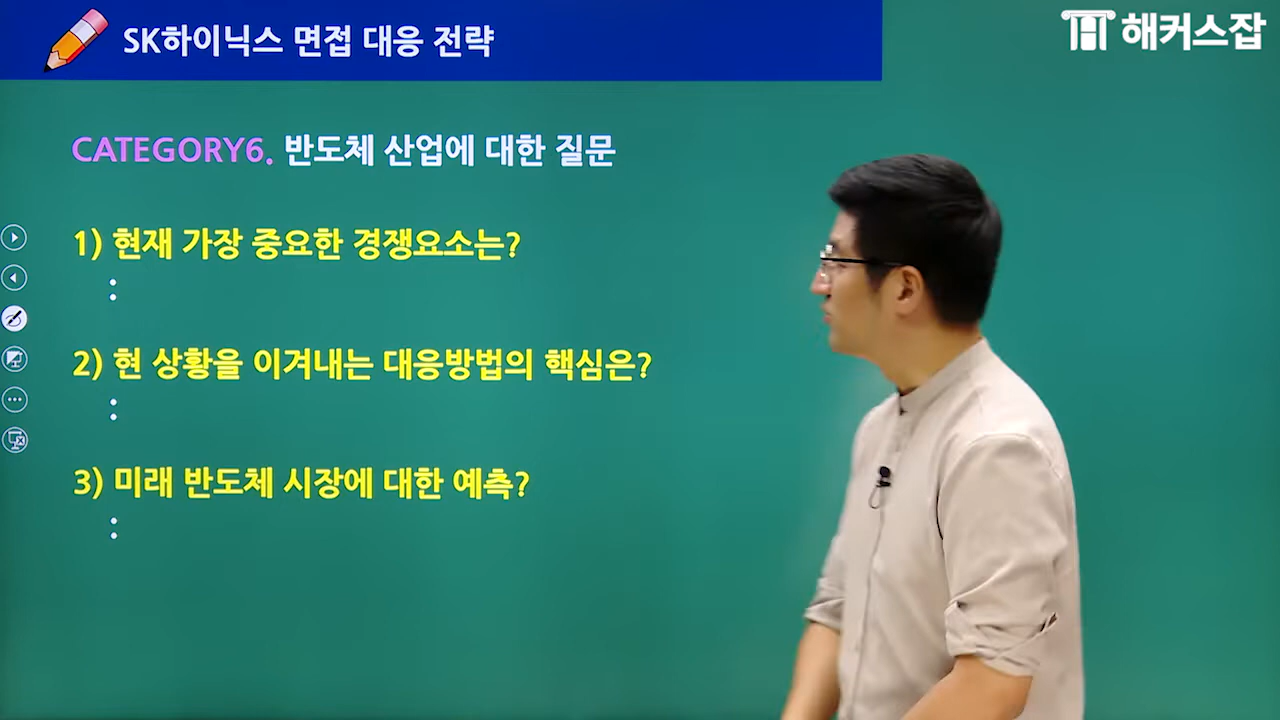 SK하이닉스 면접 대응 전략
해커스잡
CATEGORY6. 반도체 산업에 대한 질문
1) 현재 가장 중요한 경쟁요소는?
:
2) 현 상황을 이겨내는 대응방법의 핵심은?
:
3) 미래 반도체 시장에 대한 예측?
: